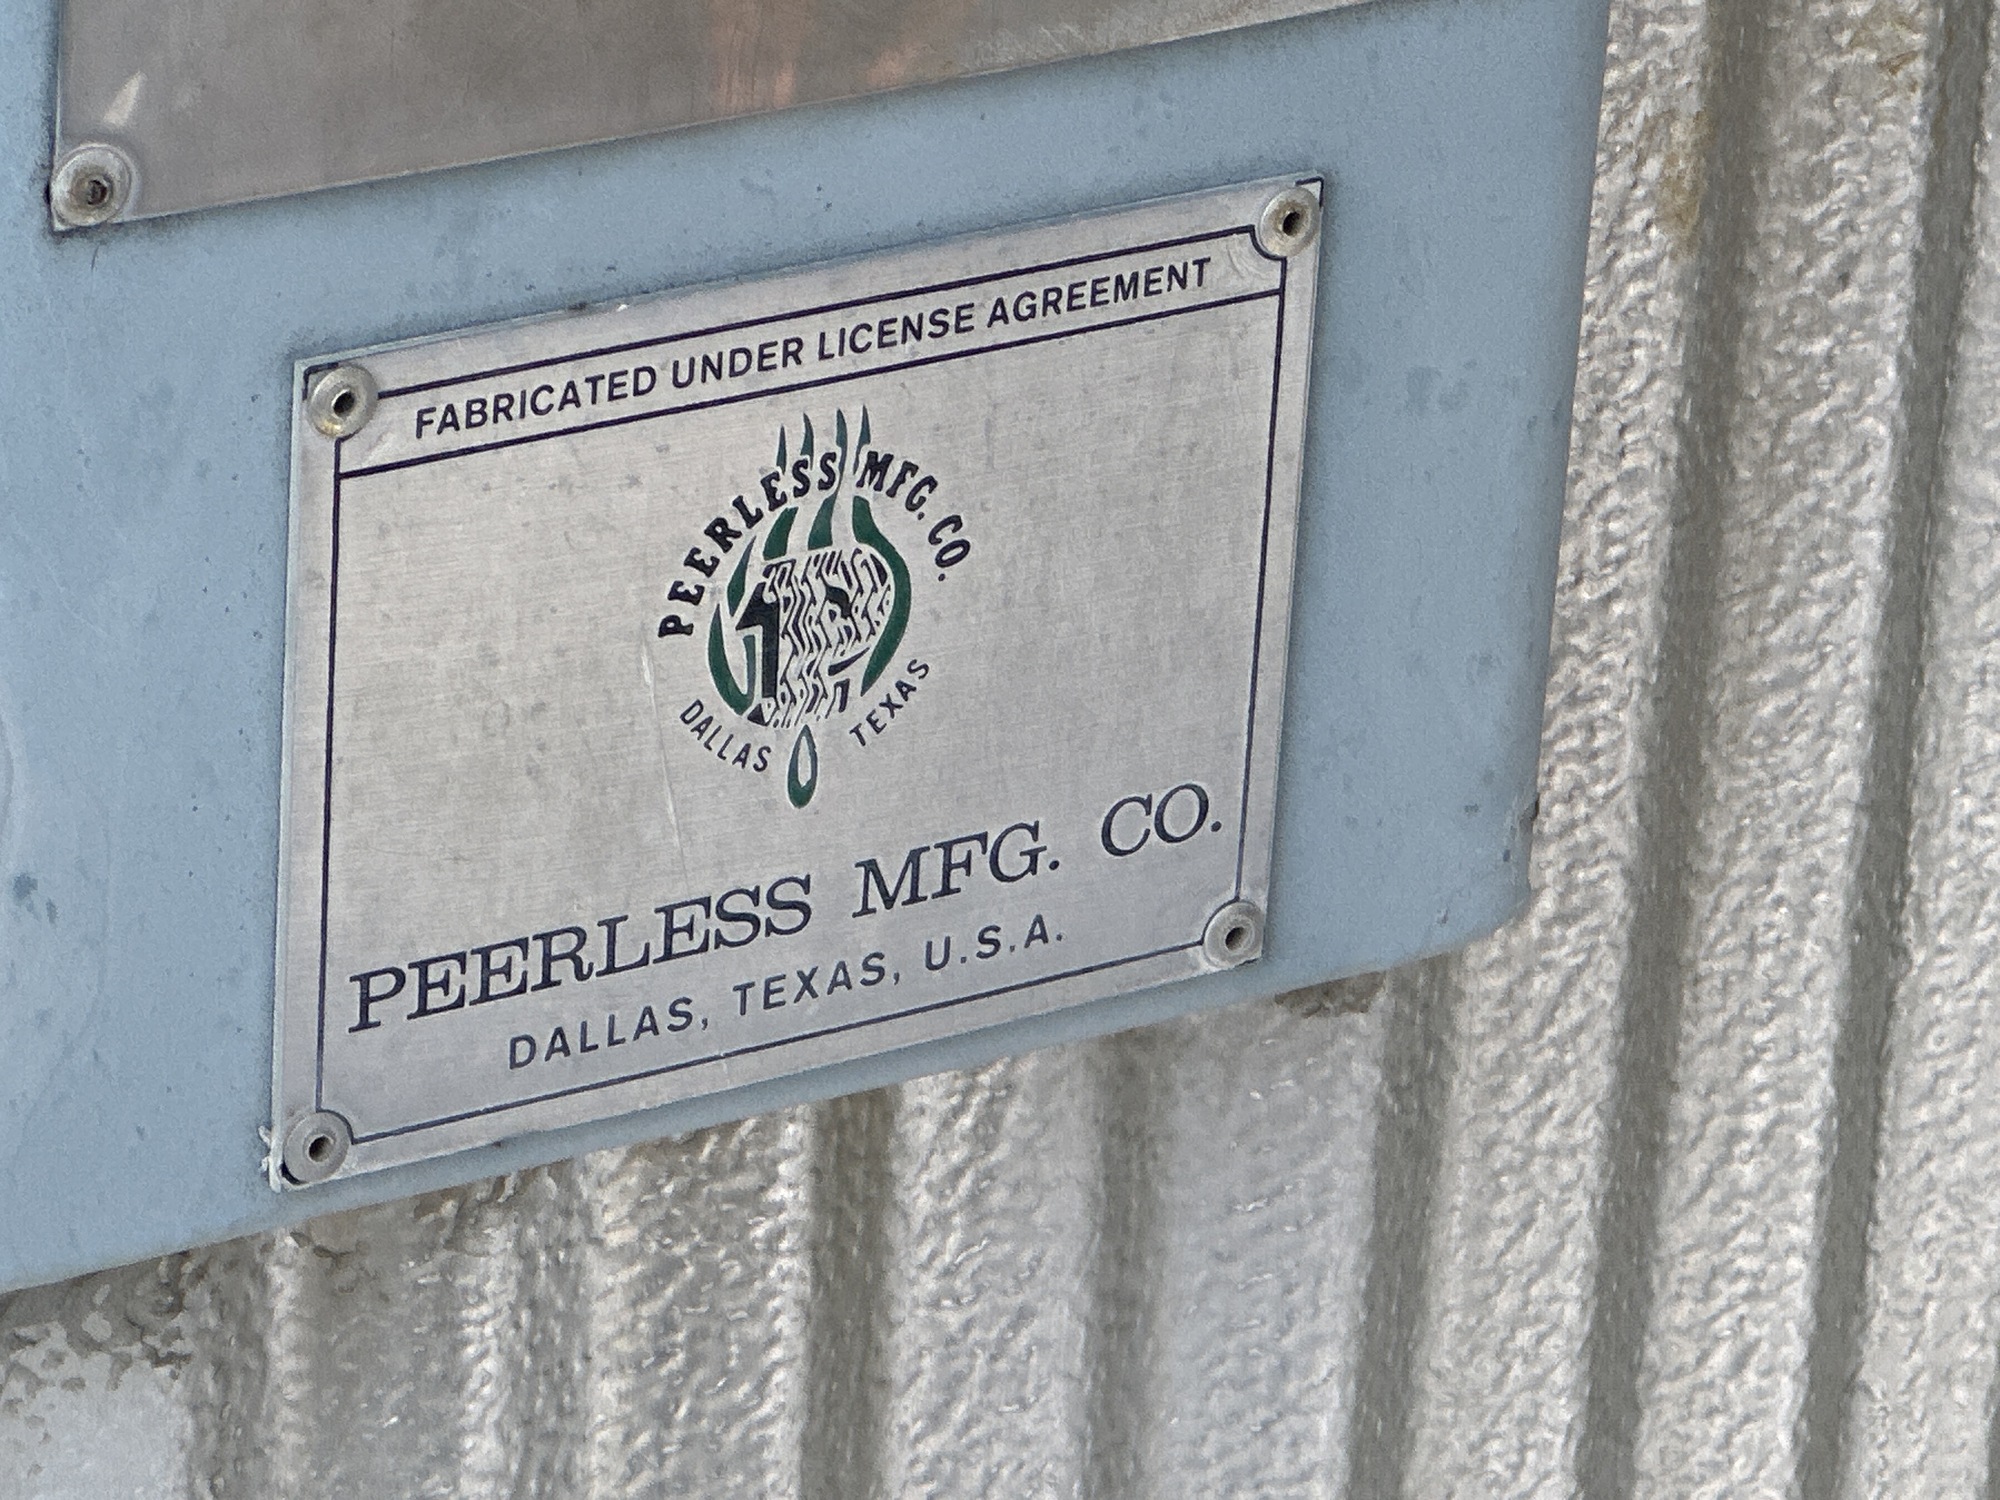 FABRICATED UNDER LICENSE AGREEMENT
PEERLESS MFG. CO.
DALLAS TEXAS
PEERLESS MFG. CO.
DALLAS, TEXAS, U.S.A.